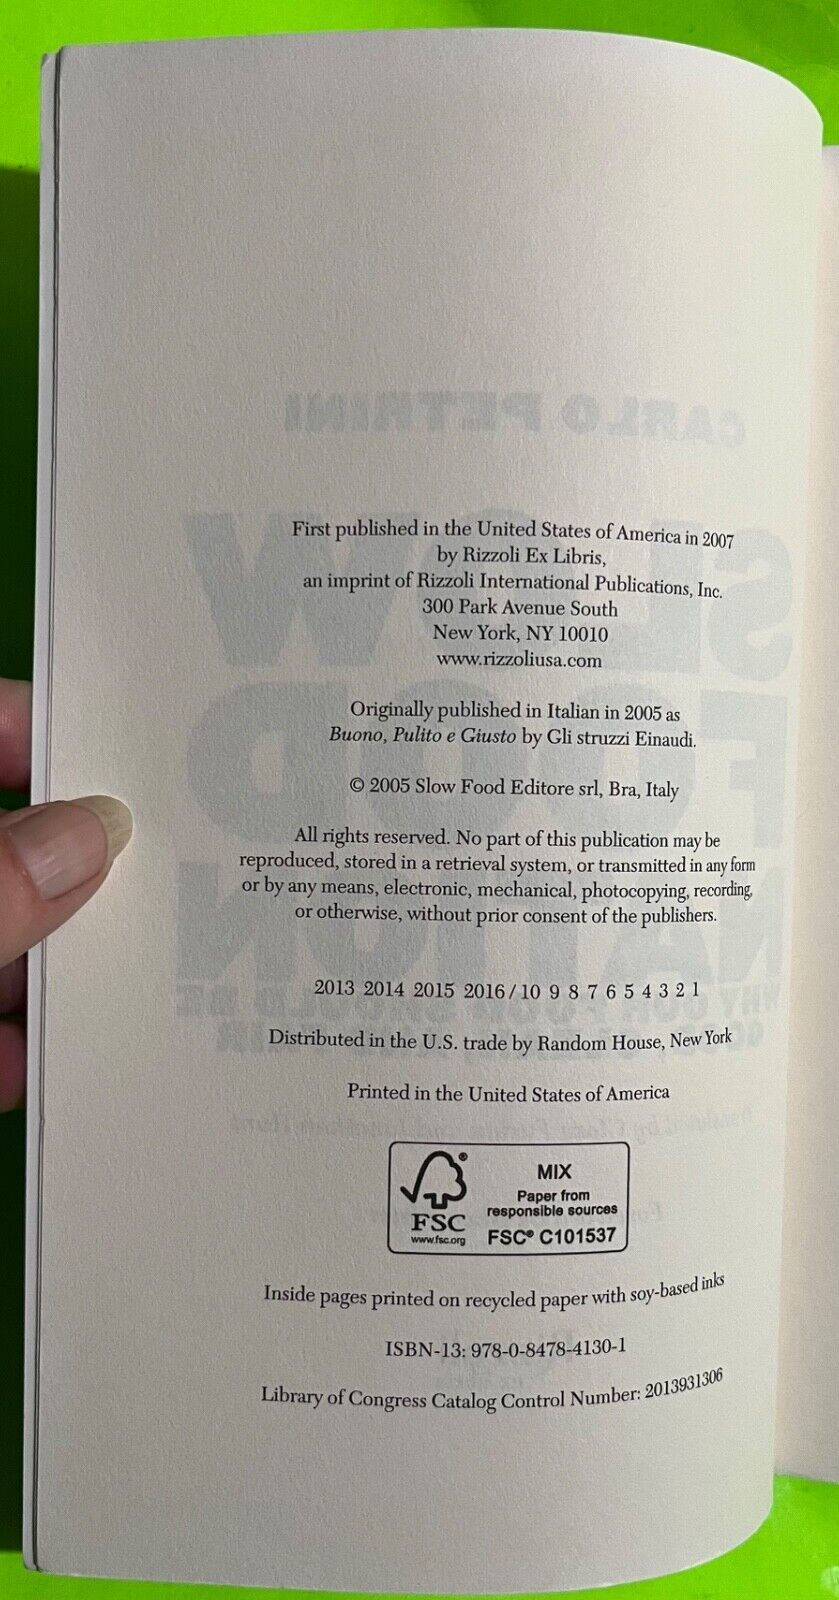 CARLO PETRINI
SLOW
FOOD
NATION
First published in the United States of America in 2007
by Rizzoli Ex Libris,
an imprint of Rizzoli International Publications, Inc.
300 Park Avenue South
New York, NY 10010
www.rizzoliusa.com
Originally published in Italian in 2005 as
Buono, Pulito e Giusto by Gli struzzi Einaudi.
© 2005 Slow Food Editore srl, Bra, Italy
All rights reserved. No part of this publication may be
reproduced, stored in a retrieval system, or transmitted in any form
or by any means, electronic, mechanical, photocopying, recording,
or otherwise, without prior consent of the publishers.
2013 2014 2015 2016 / 10 9 8 7 6 5 4 3 2 1
Distributed in the U.S. trade by Random House, New York
Printed in the United States of America
FSC®
www.fsc.org
MIX
Paper from
responsible sources
FSC® C101537
Inside pages printed on recycled paper with soy-based inks
ISBN-13: 978-0-8478-4130-1
Library of Congress Catalog Control Number: 2013931306